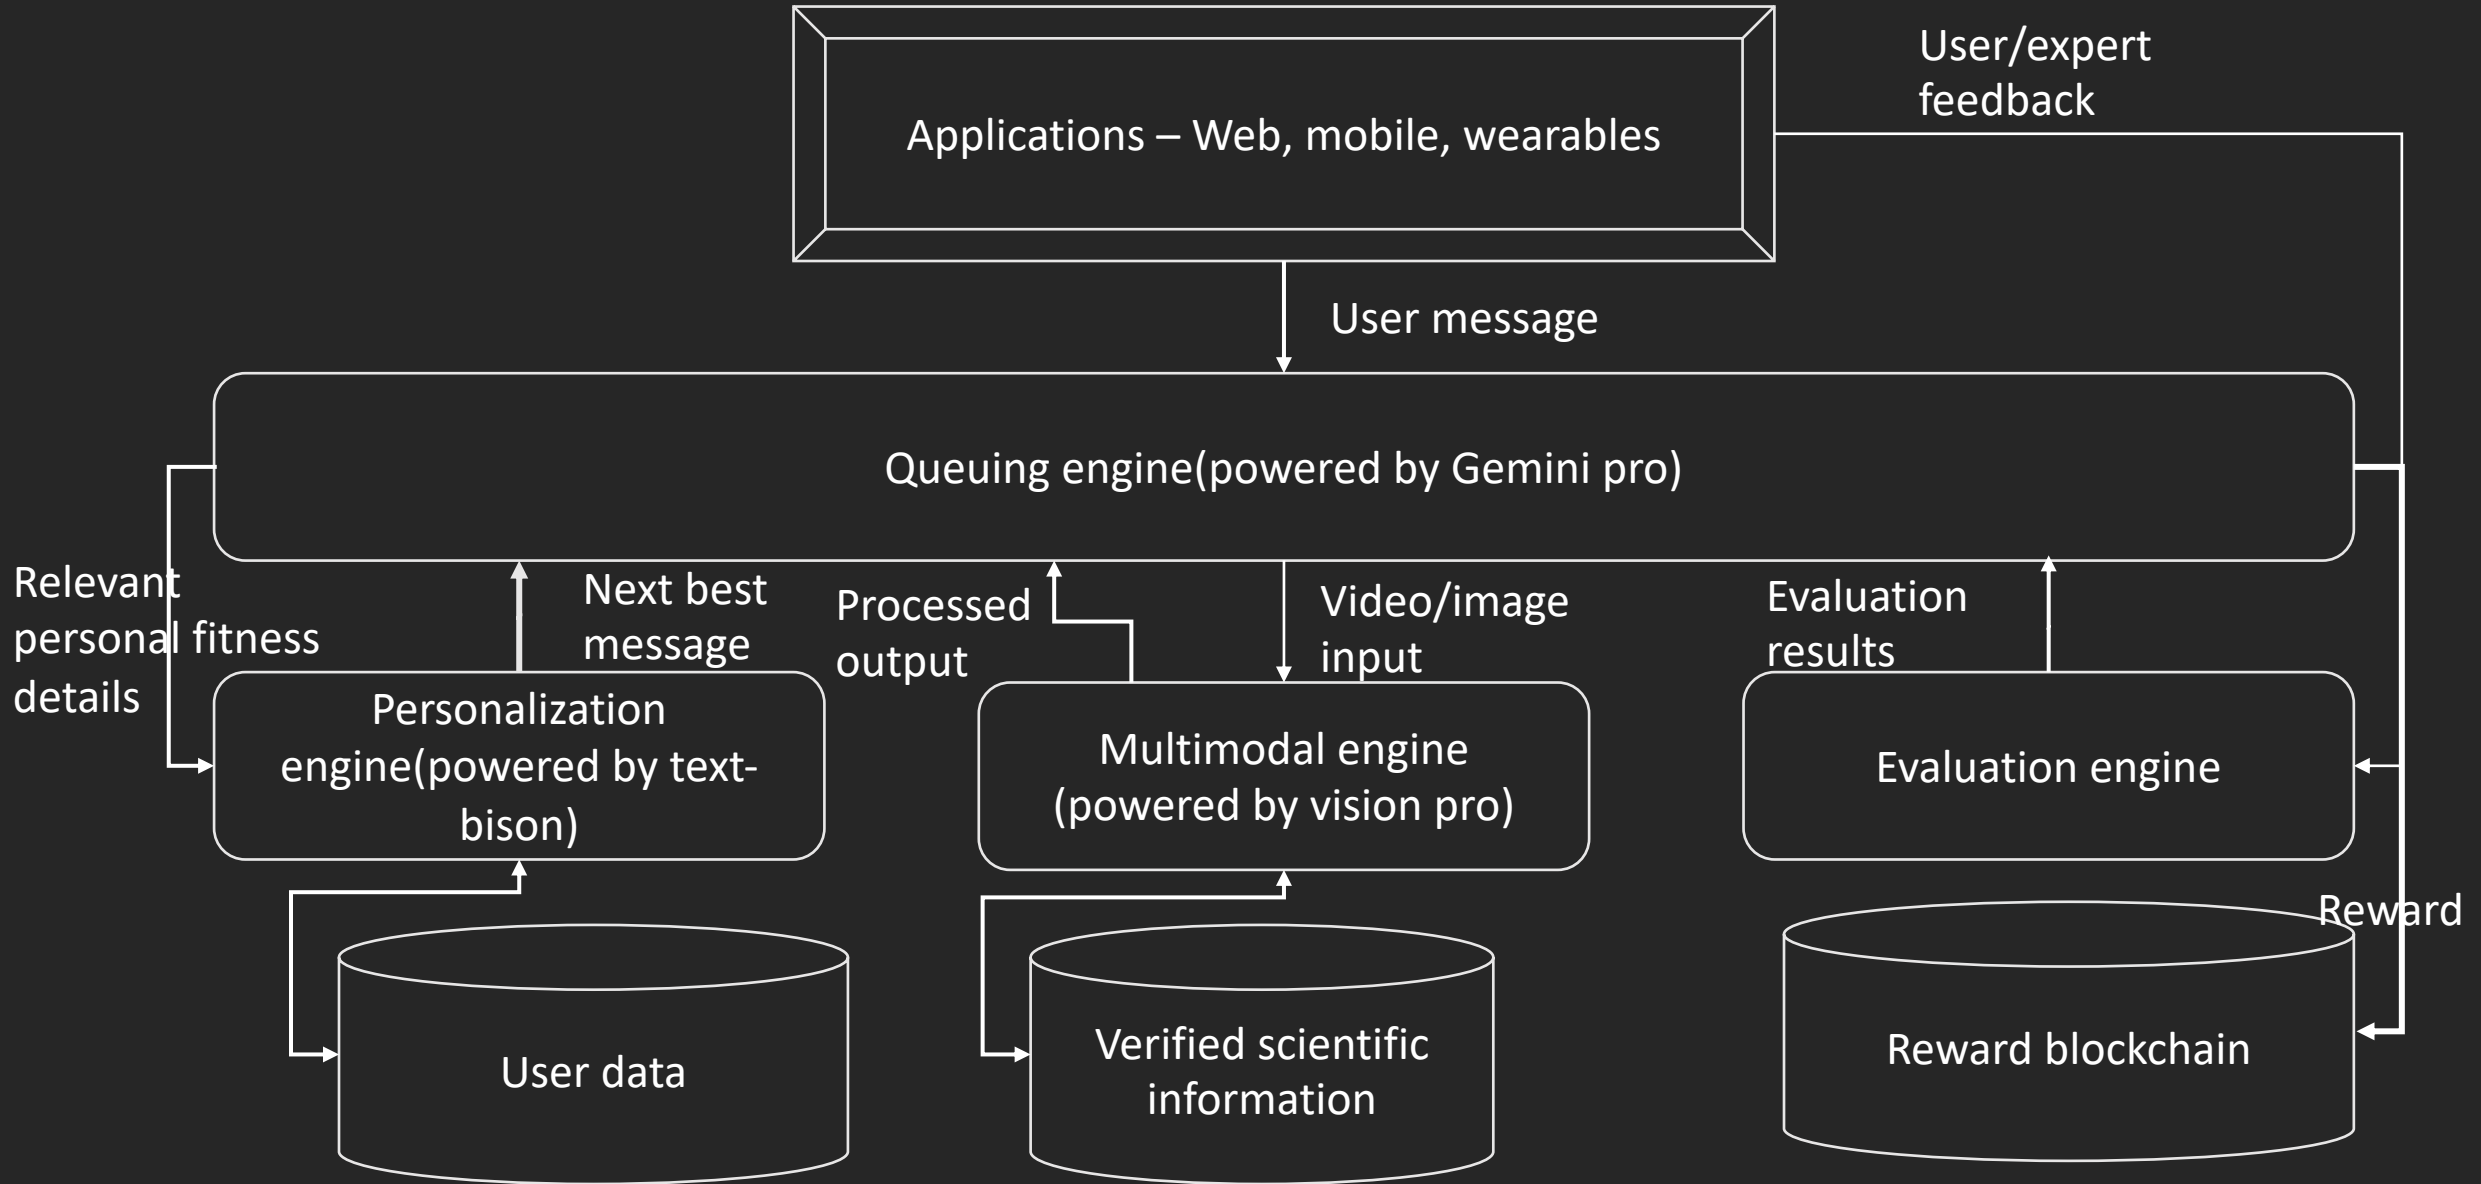 User/expert
feedback
Applications – Web, mobile, wearables
User message
Queuing engine(powered by Gemini pro)
Relevant
personal fitness
details
Next best
message
Processed
output
Video/image
input
Evaluation
results
Personalization
engine(powered by text-
bison)
Multimodal engine
(powered by vision pro)
Evaluation engine
Reward
User data
Verified scientific
information
Reward blockchain